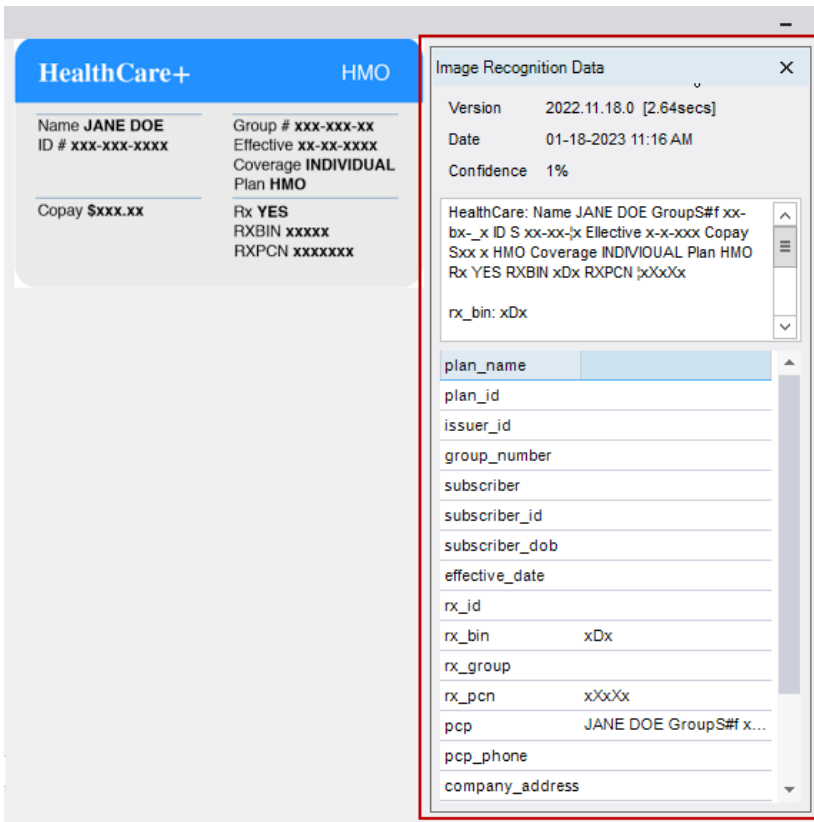 HealthCare+ HMO
Name JANE DOE
ID # xxx-xxx-xxxx
Group # xxx-xxx-xx
Effective xx-xx-xxxx
Coverage INDIVIDUAL
Plan HMO
Copay $xxx.xx
Rx YES
RXBIN xxxxx
RXPCN xxxxxxx
Image Recognition Data
Version 2022.11.18.0 [2.64secs]
Date 01-18-2023 11:16 AM
Confidence 1%
HealthCare: Name JANE DOE GroupS#f xx-
bx-_x ID S xx-xx-¦x Ellective x-x-xxx Copay
Sxx x HMO Coverage INDIVIOUAL Plan HMO
Rx YES RXBIN xDx RXPCN ¦xXxXx
rx_bin: xDx
plan_name
plan_id
issuer_id
group_number
subscriber
subscriber_id
subscriber_dob
effective_date
rx_id
rx_bin xDx
rx_group
rx_pcn xXxXx
pcp JANE DOE GroupS#f x...
pcp_phone
company_address